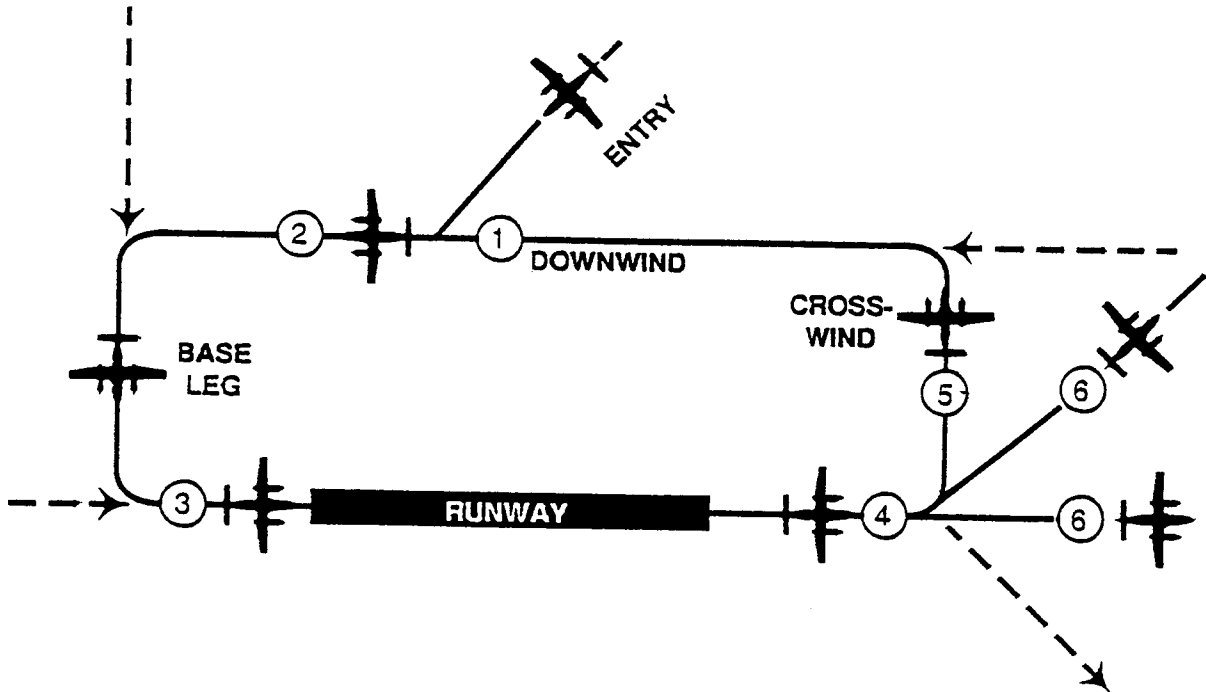 ENTRY
2
1
DOWNWIND
CROSS-
WIND
BASE
LEG
5
6
3
RUNWAY
4
6